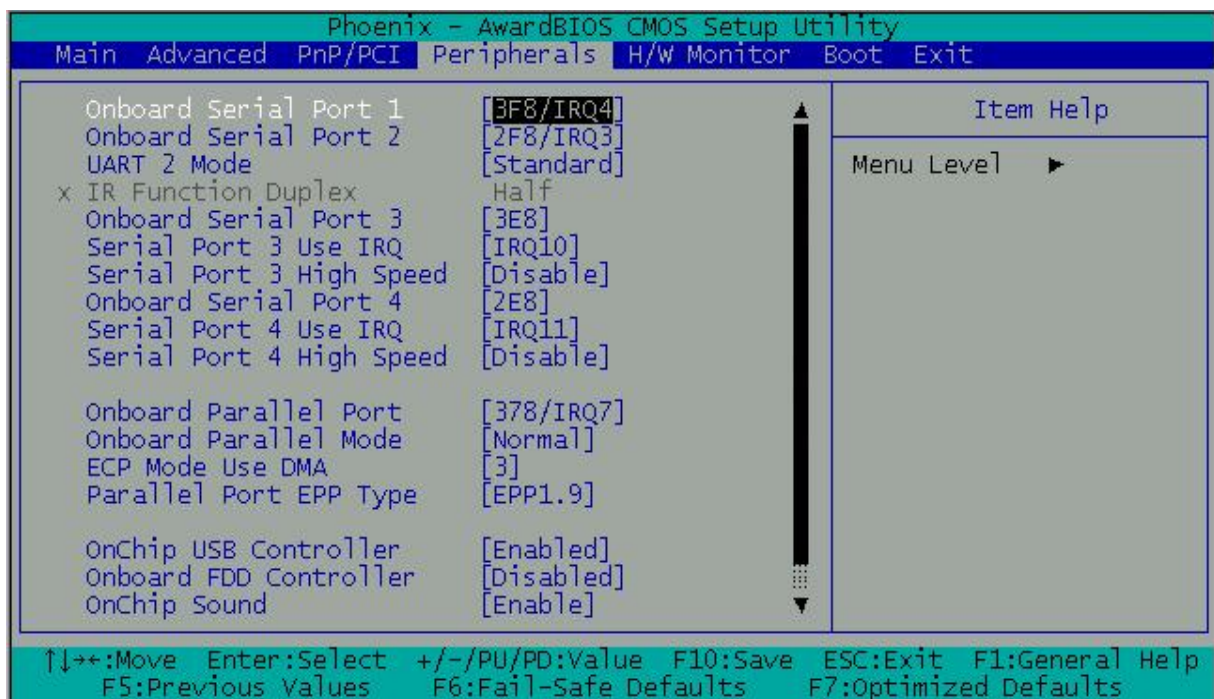 Phoenix - AwardBIOS CMOS Setup Utility
Main Advanced PnP/PCI Peripherals H/W Monitor Boot Exit
Onboard Serial Port 1 [3F8/IRQ4]
Item Help
Onboard Serial Port 2 [2F8/IRQ3]
UART 2 Mode [Standard]
Menu Level ►
x IR Function Duplex Half
Onboard Serial Port 3 [3E8]
Serial Port 3 Use IRQ [IRQ10]
Serial Port 3 High Speed [Disable]
Onboard Serial Port 4 [2E8]
Serial Port 4 Use IRQ [IRQ11]
Serial Port 4 High Speed [Disable]
Onboard Parallel Port [378/IRQ7]
Onboard Parallel Mode [Normal]
ECP Mode Use DMA [3]
Parallel Port EPP Type [EPP1.9]
OnChip USB Controller [Enabled]
Onboard FDD Controller [Disabled]
OnChip Sound [Enable]
↑↓→←:Move Enter:Select +/-/PU/PD:Value F10:Save ESC:Exit F1:General Help
F5:Previous Values F6:Fail-Safe Defaults F7:Optimized Defaults